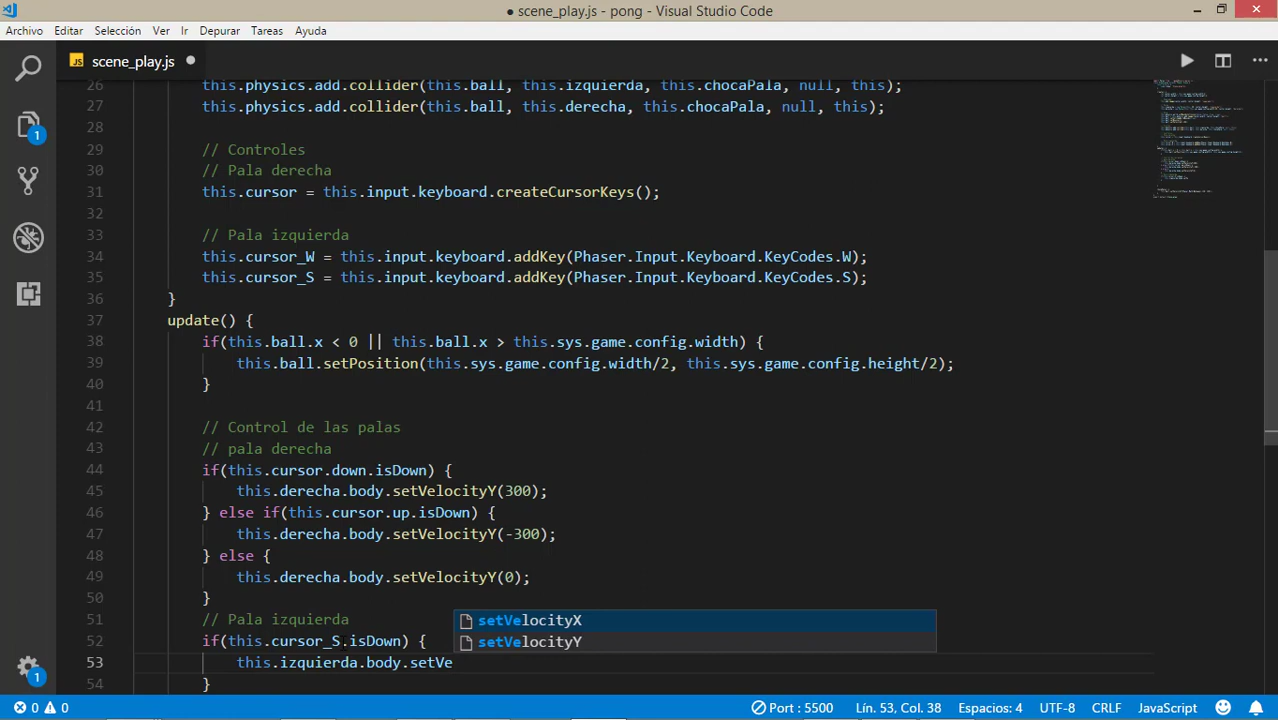 ● scene_play.js - pong - Visual Studio Code
Archivo Editar Selección Ver Ir Depurar Tareas Ayuda
JS scene_play.js ●
26 this.physics.add.collider(this.ball, this.izquierda, this.chocaPala, null, this);
27 this.physics.add.collider(this.ball, this.derecha, this.chocaPala, null, this);
28
29 // Controles
30 // Pala derecha
31 this.cursor = this.input.keyboard.createCursorKeys();
32
33 // Pala izquierda
34 this.cursor_W = this.input.keyboard.addKey(Phaser.Input.Keyboard.KeyCodes.W);
35 this.cursor_S = this.input.keyboard.addKey(Phaser.Input.Keyboard.KeyCodes.S);
36 }
37 update() {
38 if(this.ball.x < 0 || this.ball.x > this.sys.game.config.width) {
39 this.ball.setPosition(this.sys.game.config.width/2, this.sys.game.config.height/2);
40 }
41
42 // Control de las palas
43 // pala derecha
44 if(this.cursor.down.isDown) {
45 this.derecha.body.setVelocityY(300);
46 } else if(this.cursor.up.isDown) {
47 this.derecha.body.setVelocityY(-300);
48 } else {
49 this.derecha.body.setVelocityY(0);
50 }
51 // Pala izquierda
52 if(this.cursor_S.isDown) {
53 this.izquierda.body.setVe
54 }
setVelocityX
setVelocityY
1
1
0 0 Port : 5500 Lín. 53, Col. 38 Espacios: 4 UTF-8 CRLF JavaScript